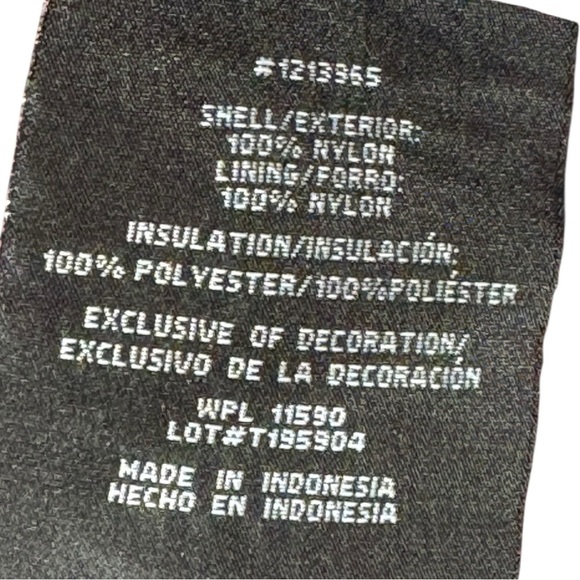 #1213965
SHELL/EXTERIOR:
100% NYLON
LINING/FORRO:
100% NYLON
INSULATION/INSULACIÓN:
100% POLYESTER/100%POLIÉSTER
EXCLUSIVE OF DECORATION/
EXCLUSIVO DE LA DECORACIÓN
WPL 11590
LOT#T195904
MADE IN INDONESIA
HECHO EN INDONESIA